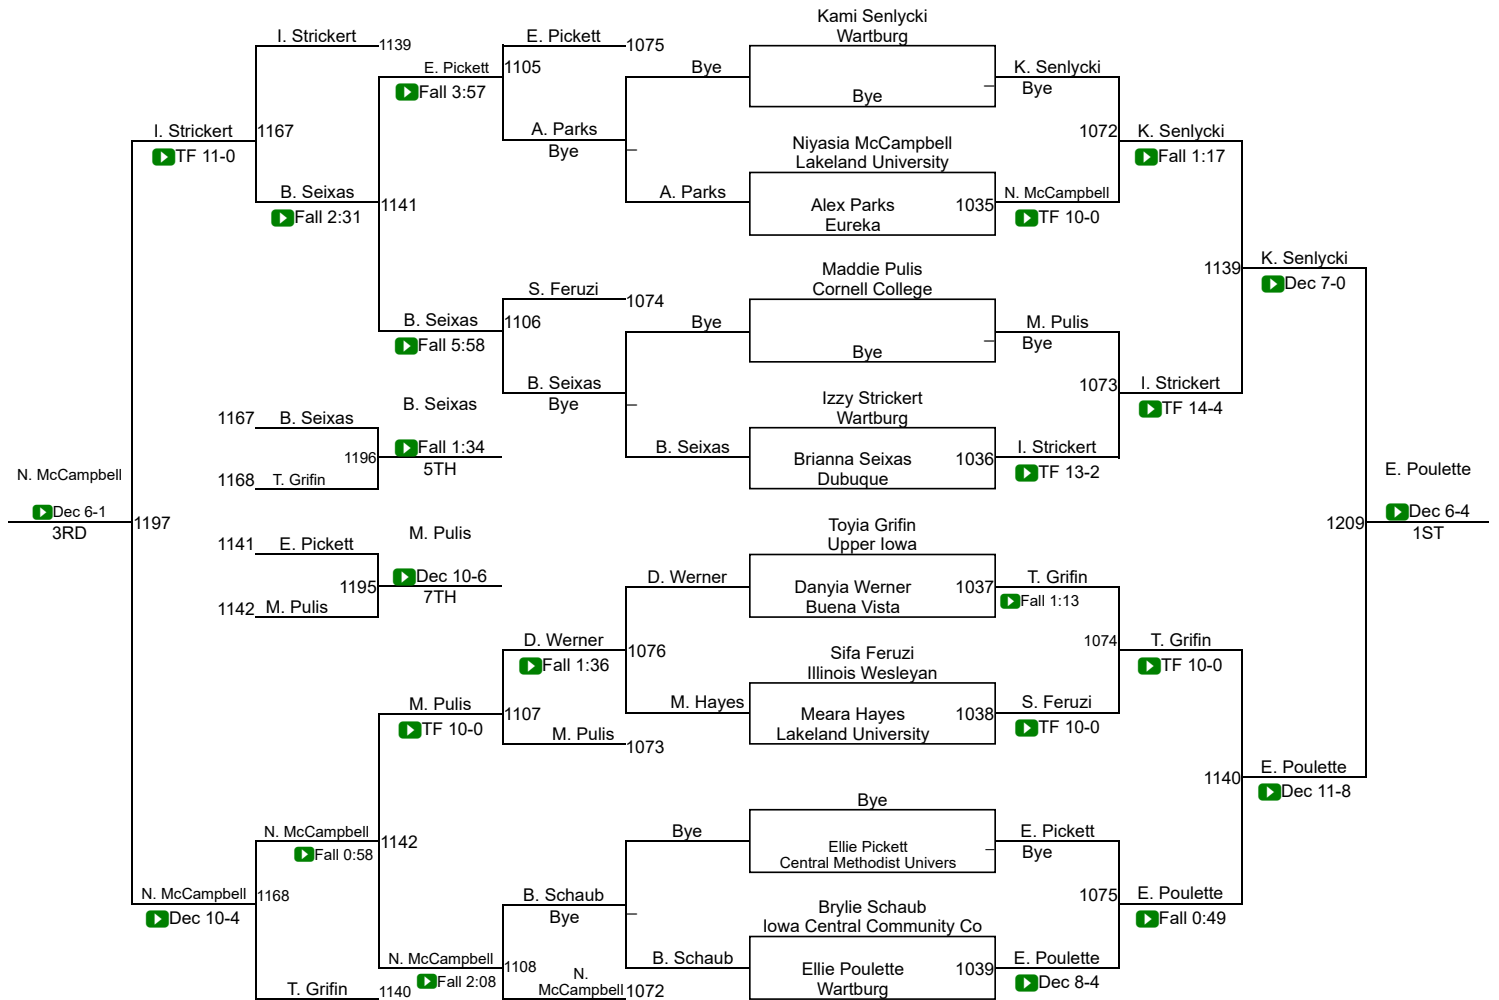 Kami Senlycki
Wartburg
I. Strickert
1139
E. Pickett
1075
E. Pickett
1105
Bye
K. Senlycki
Fall 3:57
Bye
Bye
I. Strickert
1167
A. Parks
Bye
1072
K. Senlycki
TF 11-0
Niyasia McCampbell
Lakeland University
Fall 1:17
B. Seixas
1141
A. Parks
Alex Parks
Eureka
1035
N. McCampbell
Fall 2:31
TF 10-0
Maddie Pulis
Cornell College
1139
K. Senlycki
Dec 7-0
S. Feruzi
1074
B. Seixas
1106
Bye
M. Pulis
Fall 5:58
Bye
Bye
B. Seixas
Bye
1073
I. Strickert
TF 14-4
B. Seixas
Izzy Strickert
Wartburg
1167
B. Seixas
Fall 1:34
1196
5TH
B. Seixas
Brianna Seixas
Dubuque
1036
I. Strickert
TF 13-2
1168
T. Grifin
N. McCampbell
Dec 6-1
1197
3RD
E. Poulette
Dec 6-4
1209
1ST
M. Pulis
1141
E. Pickett
Toyia Grifin
Upper Iowa
Dec 10-6
1195
7TH
D. Werner
Danyia Werner
Buena Vista
1037
T. Grifin
Fall 1:13
1142
M. Pulis
D. Werner
1076
Fall 1:36
Sifa Feruzi
Illinois Wesleyan
1074
T. Grifin
TF 10-0
M. Pulis
1107
M. Hayes
Meara Hayes
Lakeland University
1038
S. Feruzi
TF 10-0
TF 10-0
M. Pulis
1073
1140
E. Poulette
Dec 11-8
Bye
N. McCampbell
1142
Fall 0:58
Bye
Ellie Pickett
Central Methodist Univers
E. Pickett
Bye
N. McCampbell
1168
Dec 10-4
B. Schaub
Bye
1075
E. Poulette
Fall 0:49
Brylie Schaub
Iowa Central Community Co
N. McCampbell
1108
Fall 2:08
B. Schaub
Ellie Poulette
Wartburg
1039
E. Poulette
Dec 8-4
T. Grifin
1140
N.
McCampbell
1072